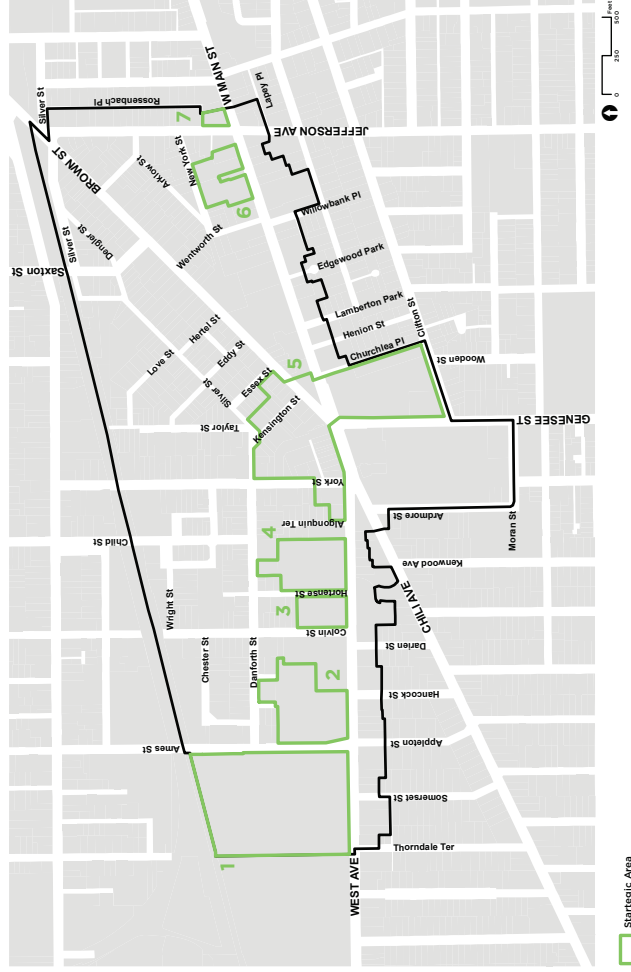 Silver St
Rossenbach Pl
W MAIN ST
Lapey Pl
JEFFERSON AVE
7
BROWN ST
New York St
Arklow St
6
Silver St
Dengler St
Saxton St
Wentworth St
Willowbank Pl
Edgewood Park
Lamberton Park
Henion St
Churchlea Pl
Clifton St
Wooden St
GENESEE ST
Love St
Hertel St
Eddy St
Silver St
Essex St
5
Kensington St
Taylor St
York St
Algonquin Ter
4
Child St
Hortense St
3
Colvin St
Wright St
Chester St
Danforth St
2
Ames St
1
WEST AVE
Ardmore St
Moran St
Kenwood Ave
CHILI AVE
Darien St
Hancock St
Appleton St
Somerset St
Thorndale Ter
0
250
500
Feet
Startegic Area